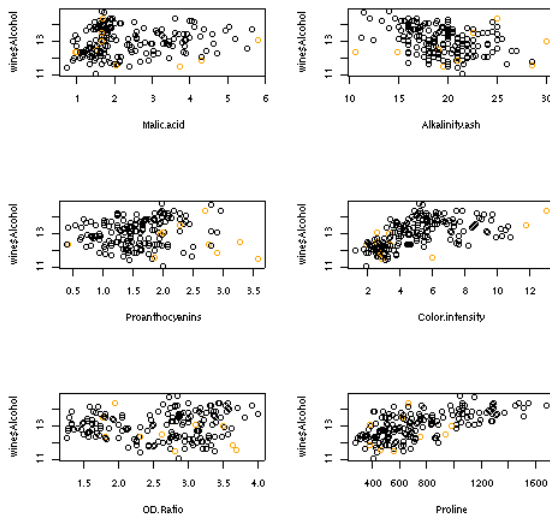 wine$Alcohol
11 13
1 2 3 4 5 6
Malic.acid
wine$Alcohol
11 13
10 15 20 25 30
Alkalinity.ash
wine$Alcohol
11 13
0.5 1.0 1.5 2.0 2.5 3.0 3.5
Proanthocyanins
wine$Alcohol
11 13
2 4 6 8 10 12
Color.intensity
wine$Alcohol
11 13
1.5 2.0 2.5 3.0 3.5 4.0
OD.Ratio
wine$Alcohol
11 13
400 600 800 1200 1600
Proline